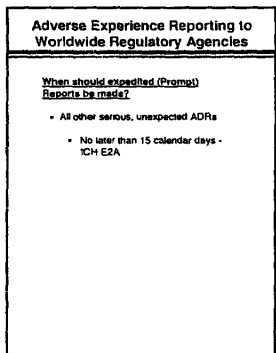 Adverse Experience Reporting to
Worldwide Regulatory Agencies
When should expedited (Prompt)
Reports be made?
• All other serious, unexpected ADRs
• No later than 15 calendar days -
ICH E2A